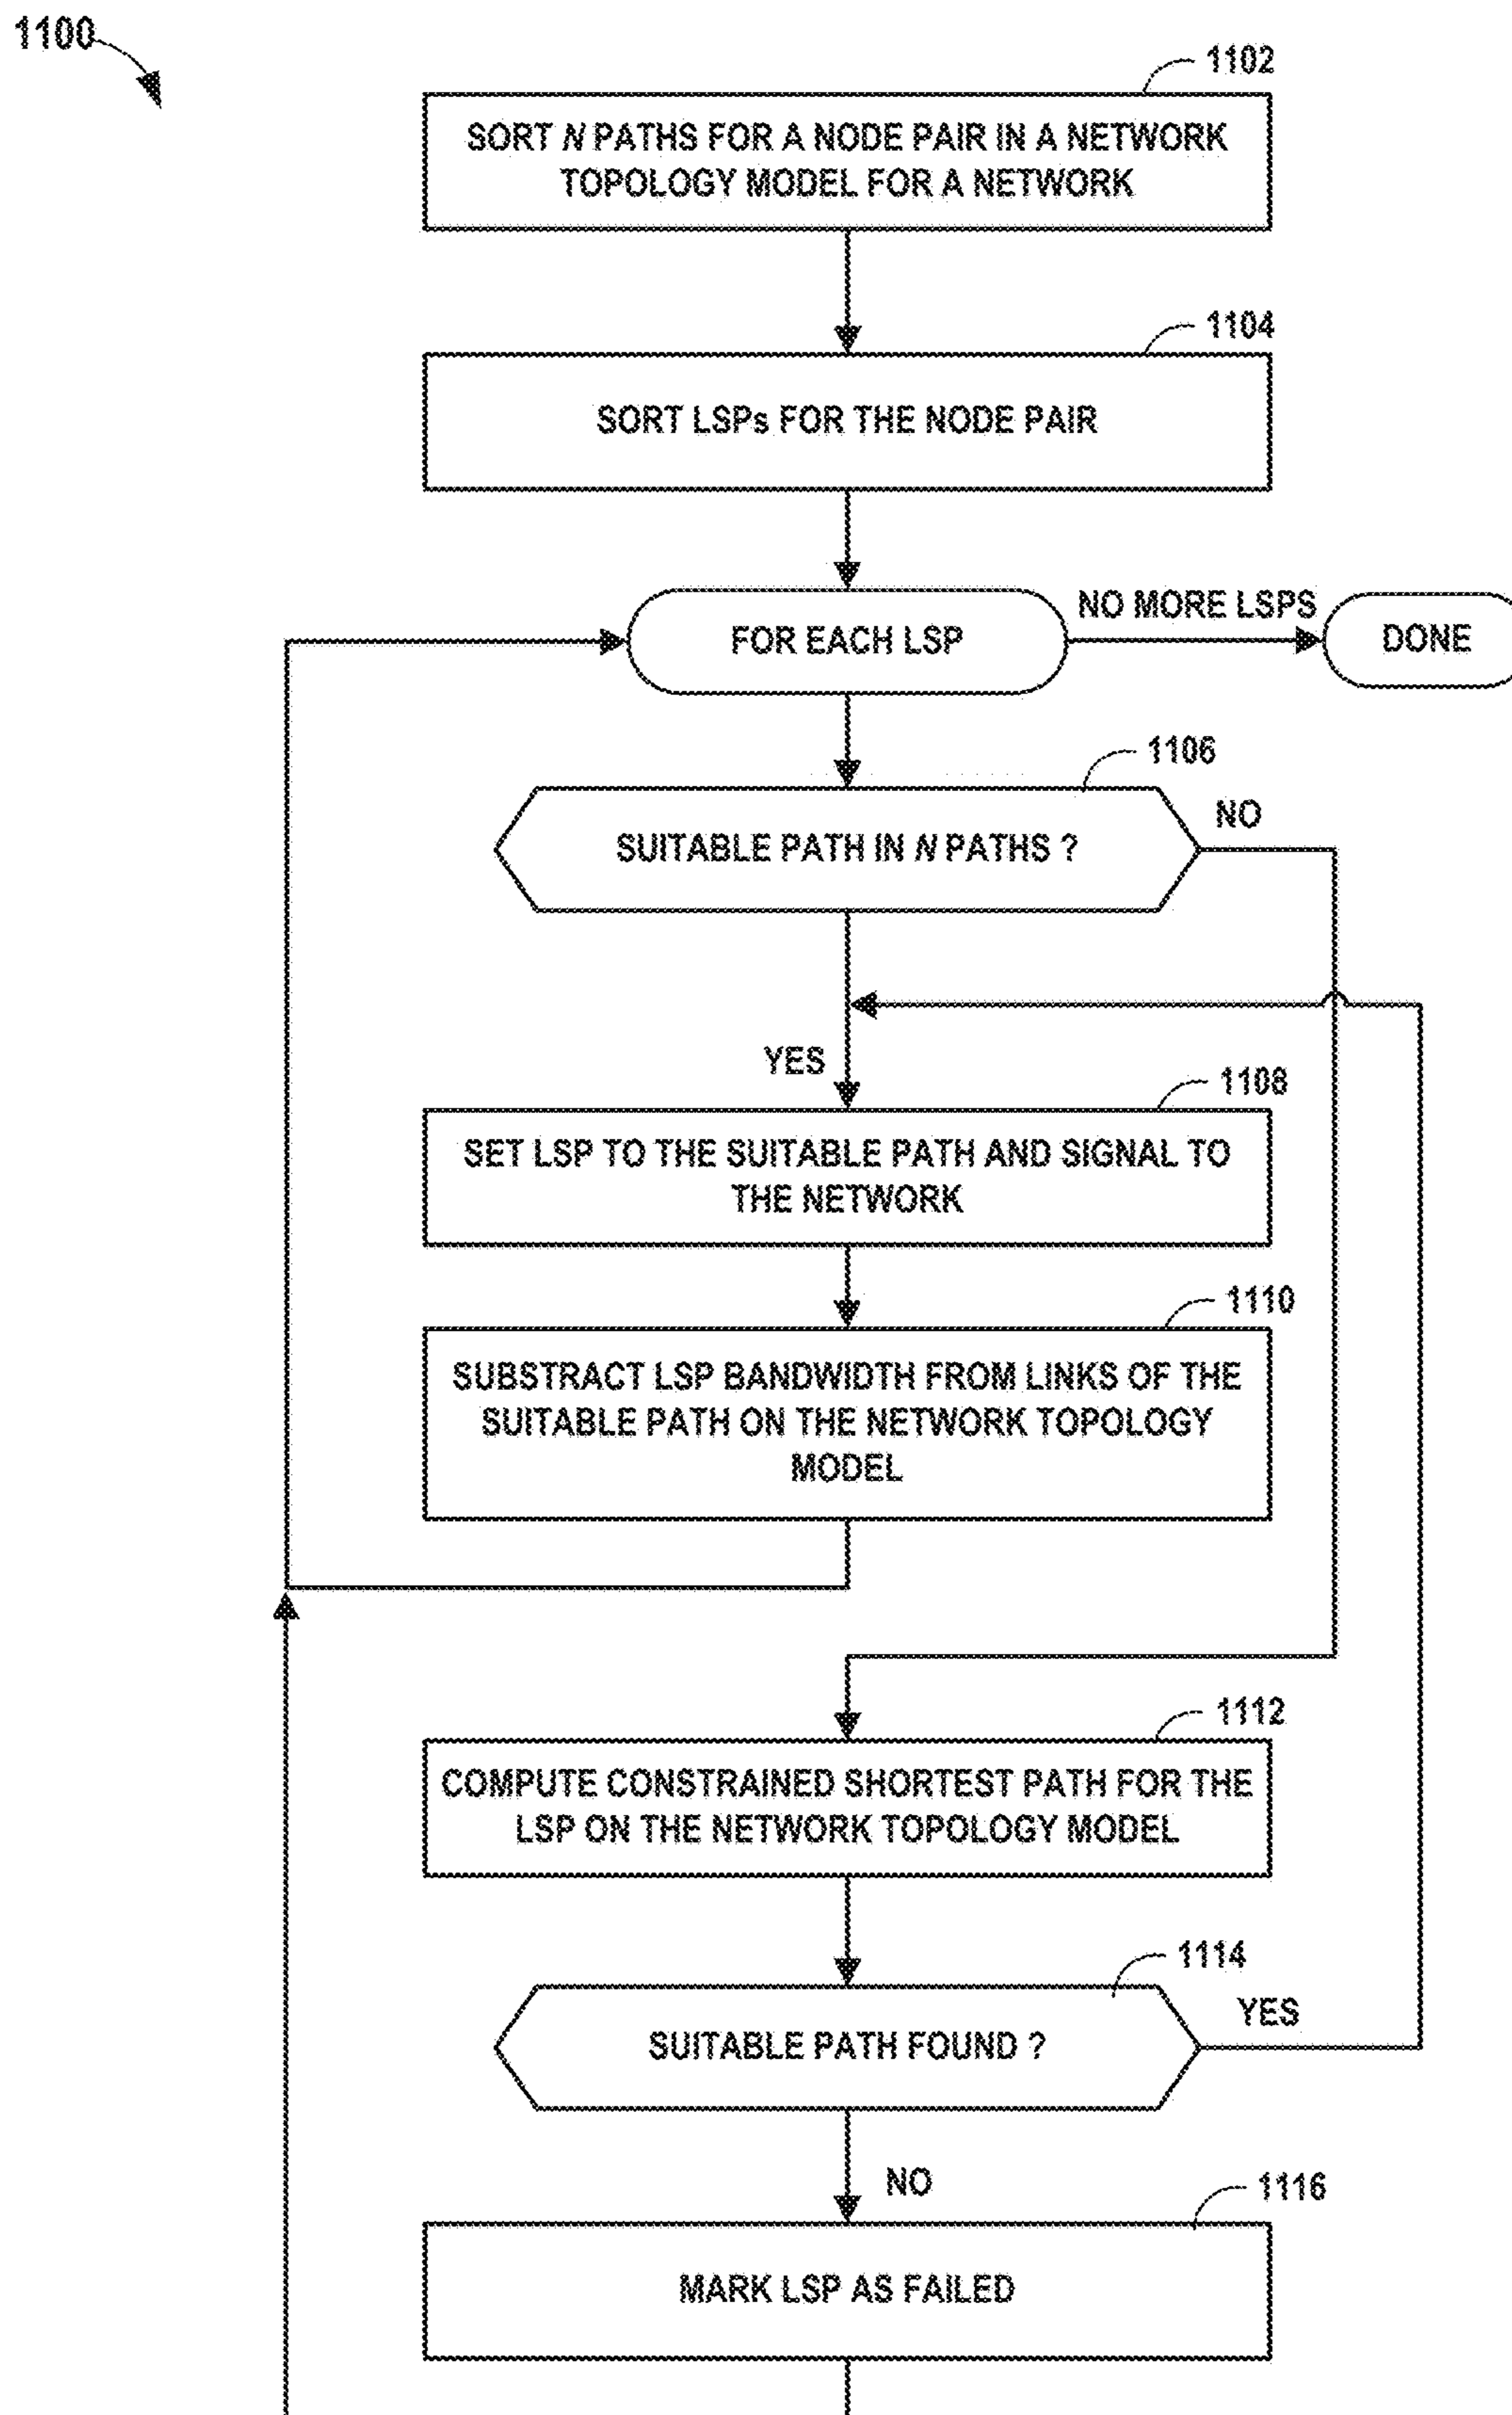 1100
1102
SORT N PATHS FOR A NODE PAIR IN A NETWORK
TOPOLOGY MODEL FOR A NETWORK
1104
SORT LSPs FOR THE NODE PAIR
FOR EACH LSP
NO MORE LSPS
DONE
1106
SUITABLE PATH IN N PATHS ?
NO
YES
1108
SET LSP TO THE SUITABLE PATH AND SIGNAL TO
THE NETWORK
1110
SUBSTRACT LSP BANDWIDTH FROM LINKS OF THE
SUITABLE PATH ON THE NETWORK TOPOLOGY
MODEL
1112
COMPUTE CONSTRAINED SHORTEST PATH FOR THE
LSP ON THE NETWORK TOPOLOGY MODEL
1114
SUITABLE PATH FOUND ?
YES
NO
1116
MARK LSP AS FAILED